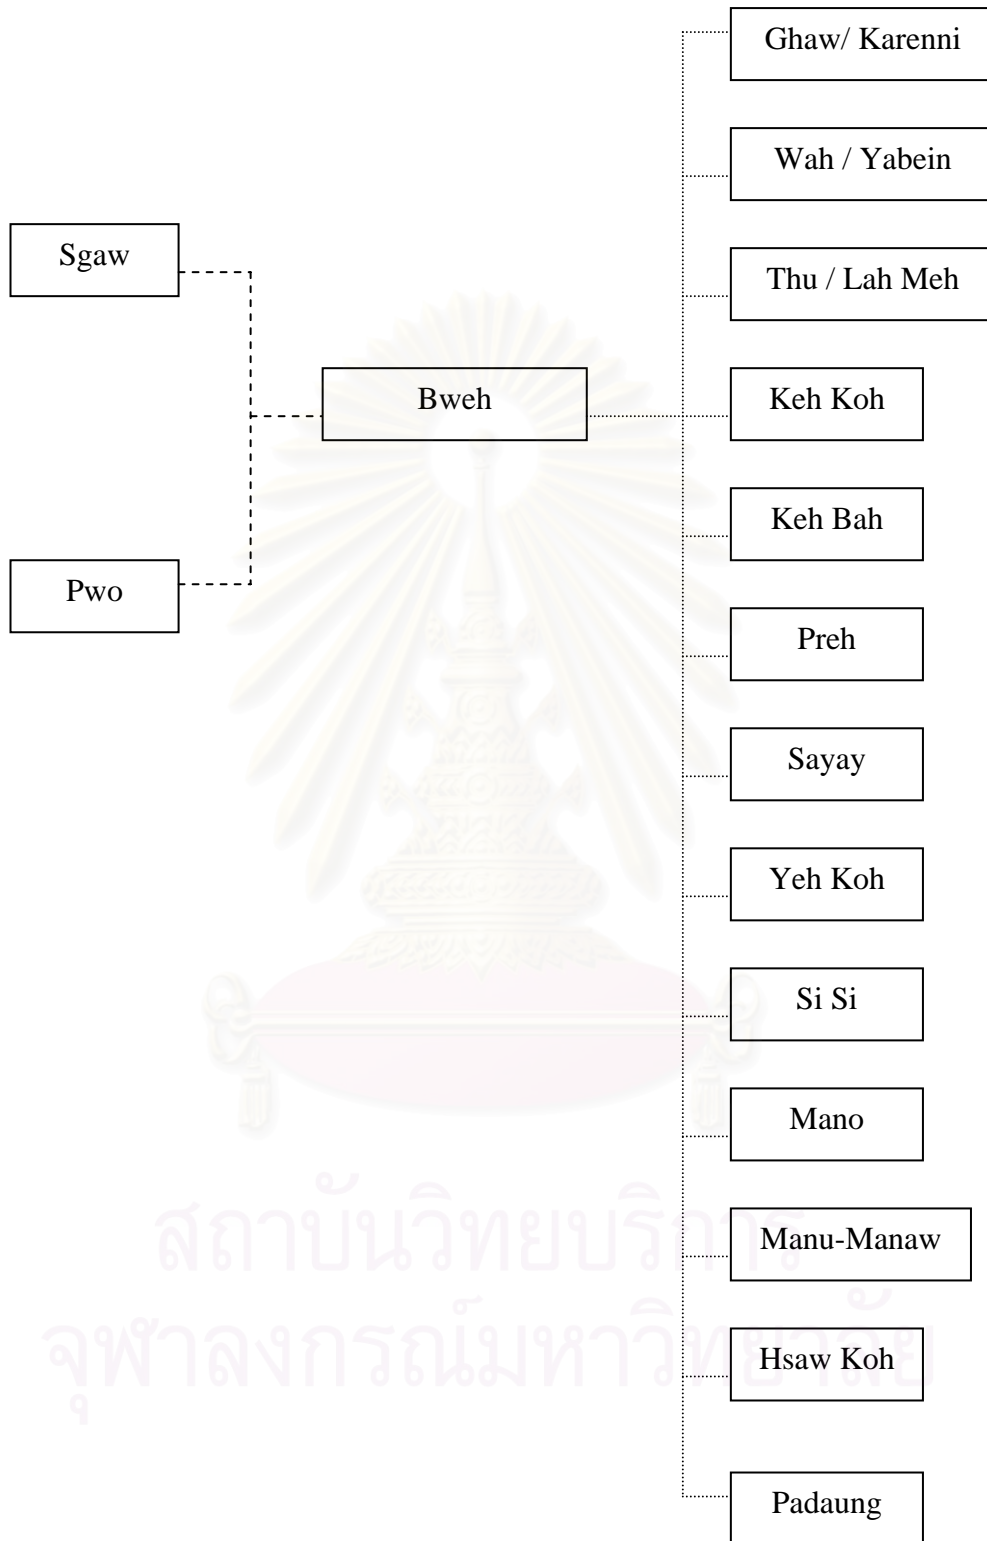 Ghaw/ Karenni
Wah / Yabein
Sgaw
Thu / Lah Meh
Bweh
Keh Koh
Keh Bah
Pwo
Preh
Sayay
Yeh Koh
Si Si
Mano
Manu-Manaw
Hsaw Koh
Padaung
สถาบันวิทยบริการ
จุฬาลงกรณ์มหาวิทยาลัย